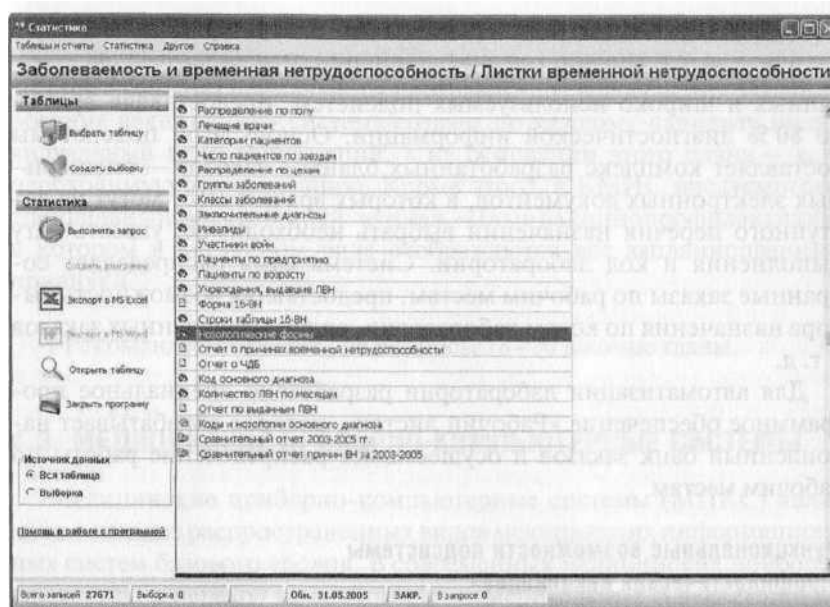 Статистика
Таблицы и отчеты Статистика Другое Справка
Заболеваемость и временная нетрудоспособность / Листки временной нетрудоспособности
Таблицы
Выбрать таблицу
Создать выборку
Статистика
Выполнить запрос
Экспорт в MS Excel
Открыть таблицу
Закрыть программу
Источник данных
Вся таблица
Выборка
Помощь в работе с программой
Распределение по полу
Лечащие врачи
Категории пациентов
Число пациентов по заводам
Распределение по цехам
Группы заболеваний
Классы заболеваний
Заключительные диагнозы
Инвалиды
Участники войн
Пациенты по предприятию
Пациенты по возрасту
Учреждения, выдавшие ЛВН
Форма 16-ВН
Строки таблицы 16-ВН
Нозологические формы
Отчет о причинах временной нетрудоспособности
Отчет о ЧДБ
Код основного диагноза
Количество ЛВН по месяцам
Отчет по выданным ЛВН
Коды и нозологии основного диагноза
Сравнительный отчет 2003-2005 гг.
Сравнительный отчет причин ВН за 2003-2005
Всего записей 27671 Выборка 0 Обн. 31.05.2005 ЗАКР. В запросе 0